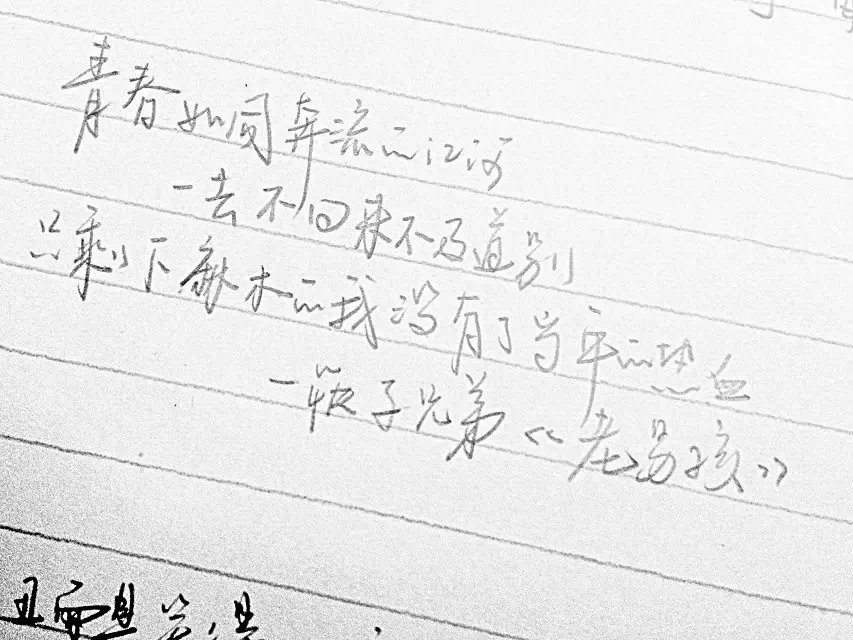 青春如同奔流的江河
一去不回来不及道别
只剩下麻木的我没有了当年的热血
一筷子兄弟《老男孩》